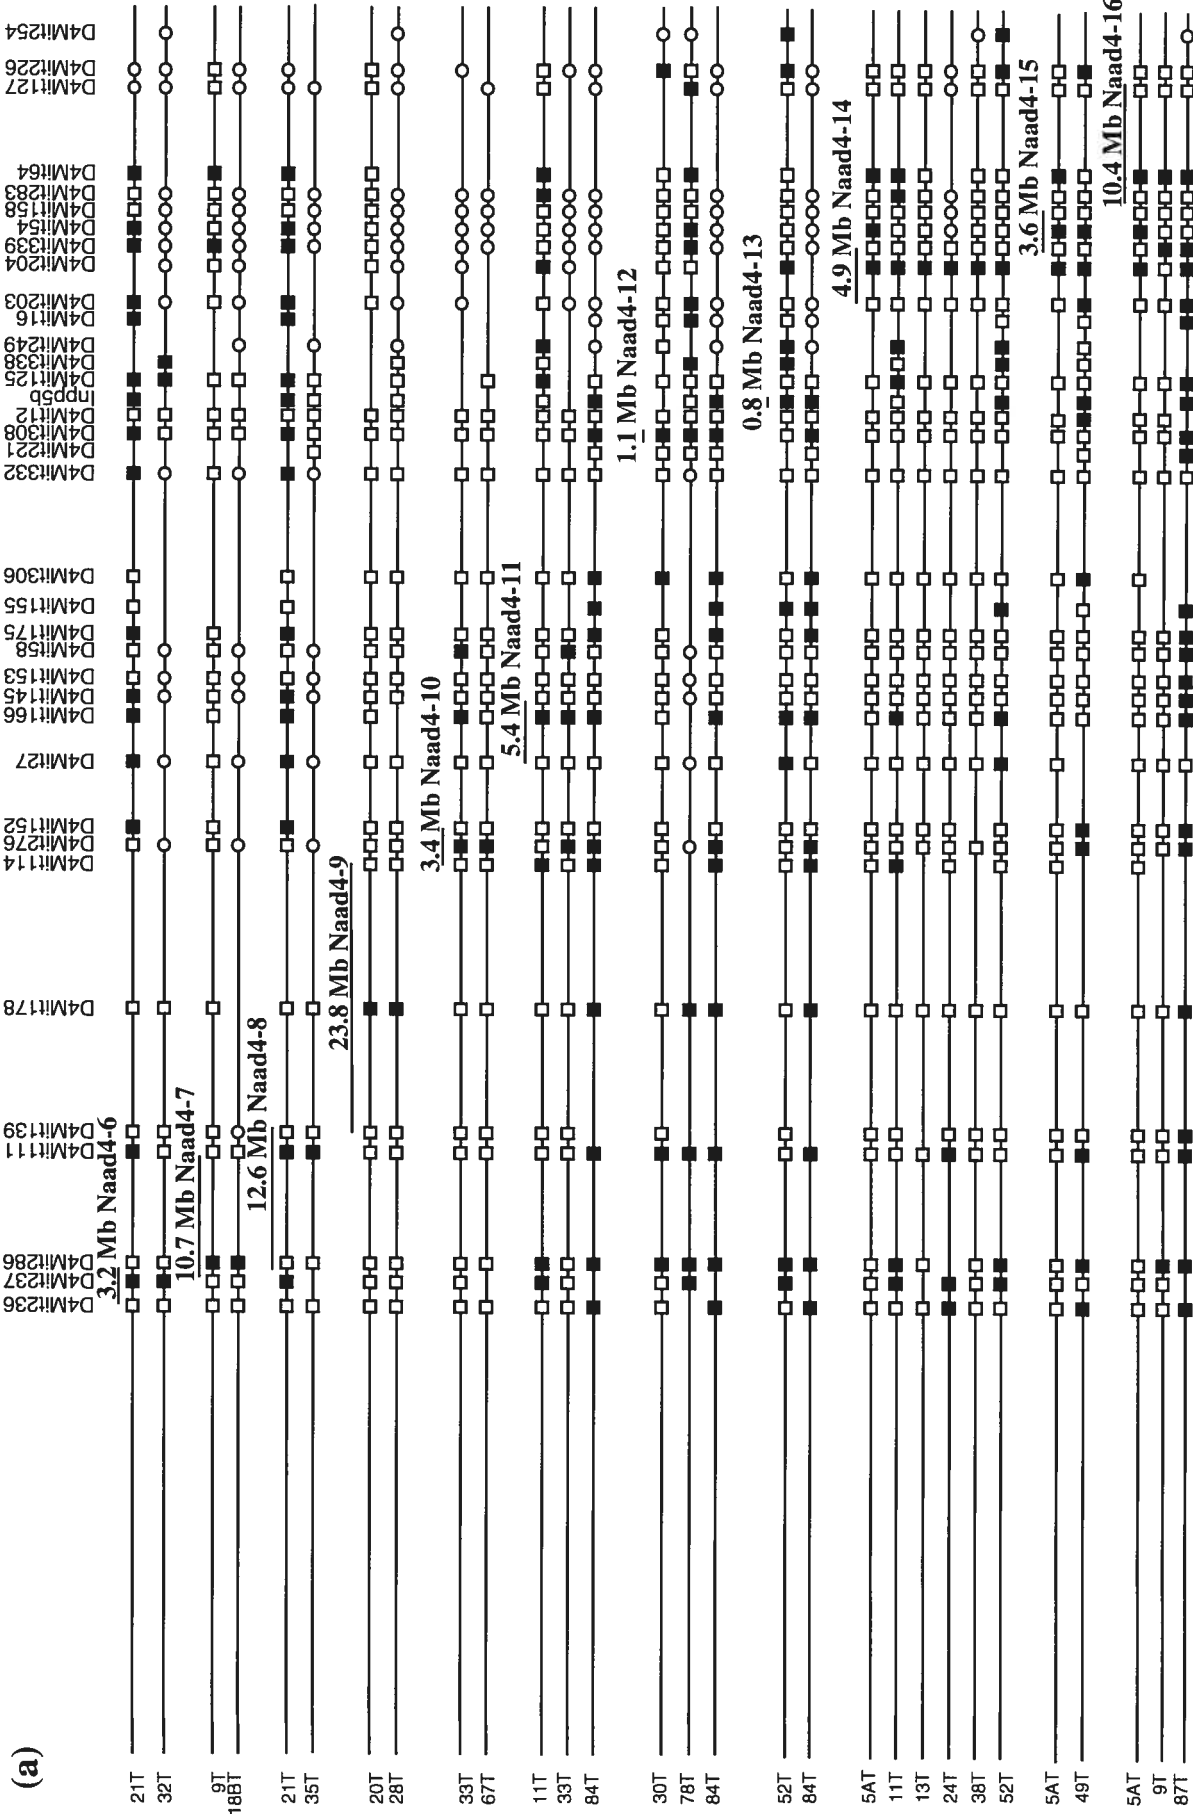 (a)
D4Mit236
D4Mit237
D4Mit286
D4Mit111
D4Mit139
D4Mit178
D4Mit114
D4Mit276
D4Mit152
D4Mit27
D4Mit166
D4Mit145
D4Mit153
D4Mit58
D4Mit175
D4Mit155
D4Mit306
D4Mit332
D4Mit221
D4Mit308
D4Mit12
Inpp5b
D4Mit125
D4Mit338
D4Mit249
D4Mit16
D4Mit203
D4Mit204
D4Mit339
D4Mit54
D4Mit158
D4Mit283
D4Mit64
D4Mit127
D4Mit226
D4Mit254
3.2 Mb Naad4-6
21T
32T
10.7 Mb Naad4-7
9T
18BT
12.6 Mb Naad4-8
21T
35T
23.8 Mb Naad4-9
20T
28T
3.4 Mb Naad4-10
33T
67T
5.4 Mb Naad4-11
11T
33T
84T
1.1 Mb Naad4-12
30T
78T
84T
0.8 Mb Naad4-13
52T
84T
4.9 Mb Naad4-14
5AT
11T
13T
24T
38T
52T
3.6 Mb Naad4-15
5AT
49T
10.4 Mb Naad4-16
5AT
9T
87T